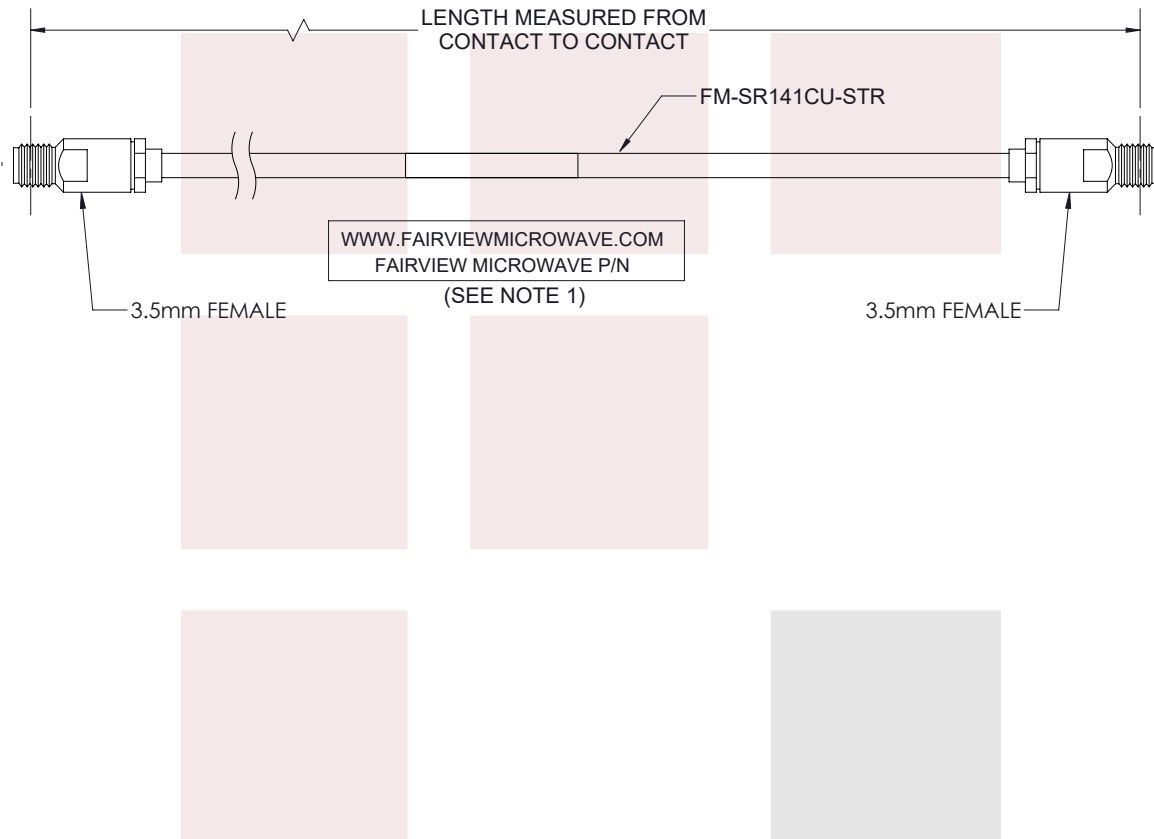 LENGTH MEASURED FROM
CONTACT TO CONTACT
FM-SR141CU-STR
WWW.FAIRVIEWMICROWAVE.COM
FAIRVIEW MICROWAVE P/N
(SEE NOTE 1)
3.5mm FEMALE
3.5mm FEMALE